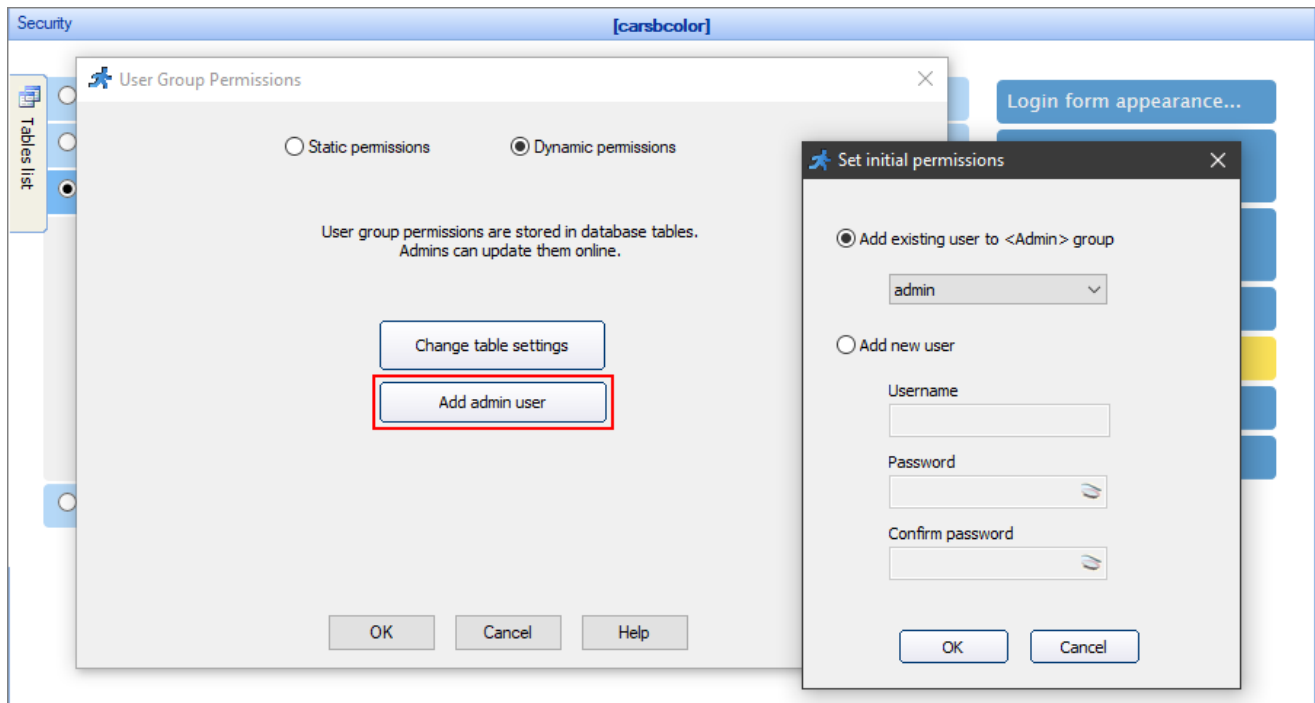 Security
[carsbcolor]
Tables list
User Group Permissions
Login form appearance...
Static permissions
Dynamic permissions
User group permissions are stored in database tables.
Admins can update them online.
Change table settings
Add admin user
OK
Cancel
Help
Set initial permissions
Add existing user to <Admin> group
admin
Add new user
Username
Password
Confirm password
OK
Cancel